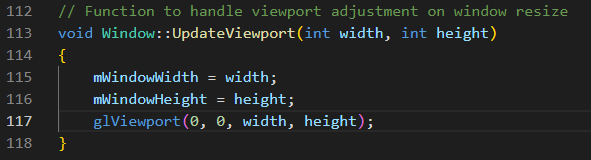 112 // Function to handle viewport adjustment on window resize
113 void Window::UpdateViewport(int width, int height)
114 {
115     mWindowWidth = width;
116     mWindowHeight = height;
117     glViewport(0, 0, width, height);
118 }